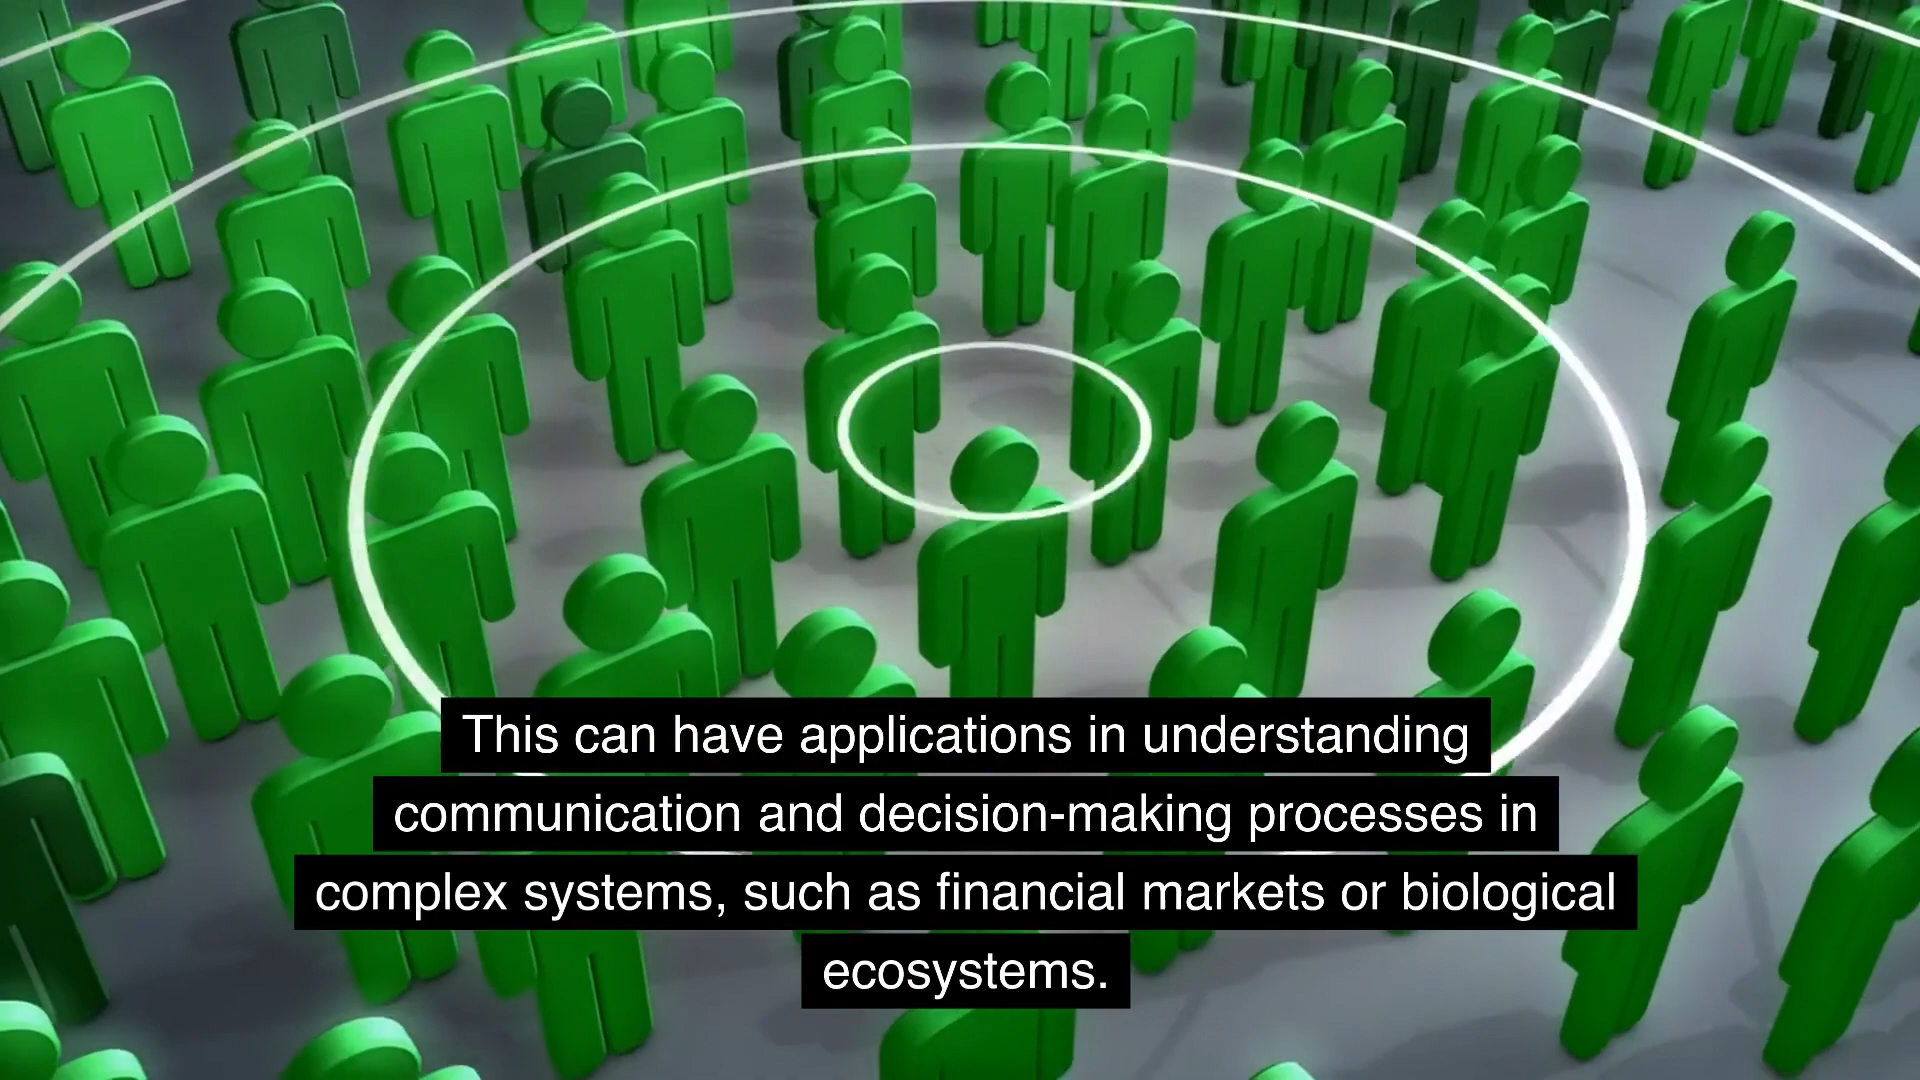 This can have applications in understanding
communication and decision-making processes in
complex systems, such as financial markets or biological
ecosystems.